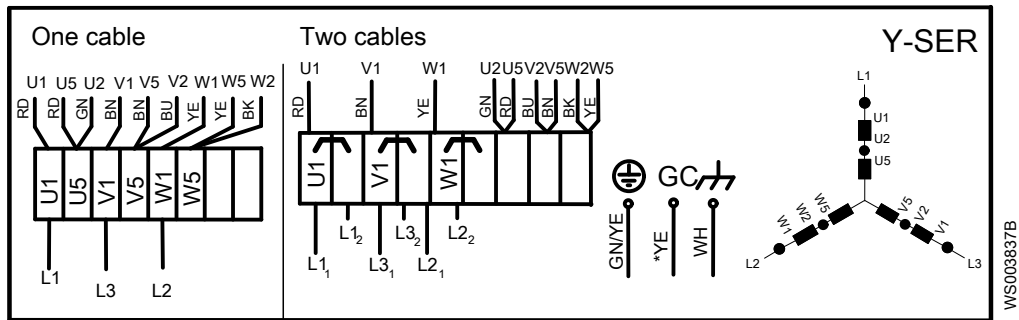 One cable
Two cables
Y-SER
U1 U5 U2 V1 V5 V2 W1 W5 W2
RD RD GN BN BN BU YE YE BK
U1 U5 V1 V5 W1 W5
L1 L3 L2
U1 V1 W1 U2 U5 V2 V5 W2 W5
RD BN YE GN RD BU BN BK YE
U1 V1 W1
L1₂ L3₂ L2₂
L1₁ L3₁ L2₁
GC
GN/YE *YE WH
L1
U1
U2
U5
W1 W2 W5 V5 V2 V1
L2 L3
WS003837B